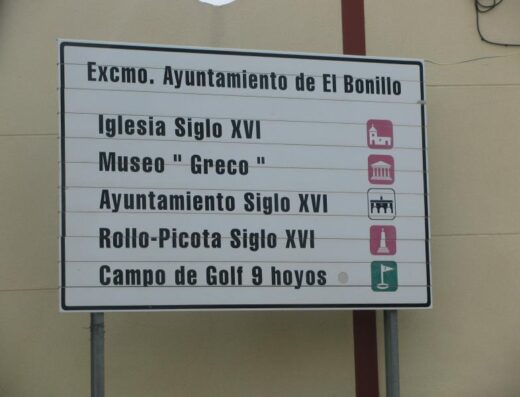 Excmo. Ayuntamiento de El Bonillo
Iglesia Siglo XVI
Museo " Greco "
Ayuntamiento Siglo XVI
Rollo-Picota Siglo XVI
Campo de Golf 9 hoyos